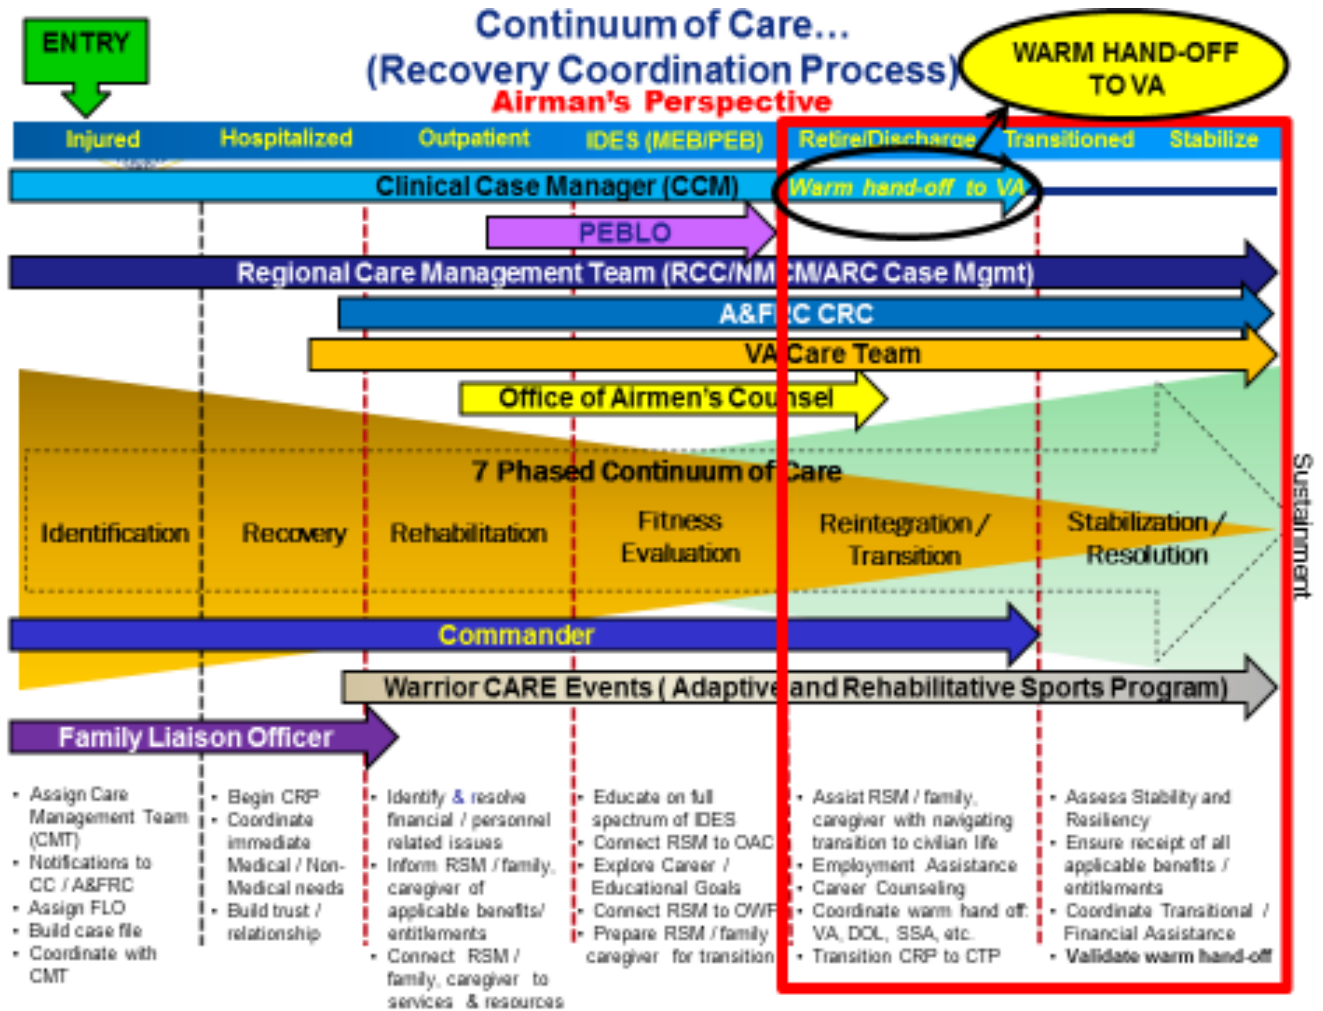 ENTRY
Continuum of Care...
(Recovery Coordination Process)
Airman's Perspective
WARM HAND-OFF
TO VA
Injured
Hospitalized
Outpatient
IDES (MEB/PEB)
Retire/Discharge
Transitioned
Stabilize
Clinical Case Manager (CCM)
Warm hand-off to VA
PEBLO
Regional Care Management Team (RCC/NMCM/ARC Case Mgmt)
A&FRC CRC
VA Care Team
Office of Airmen's Counsel
7 Phased Continuum of Care
Identification
Recovery
Rehabilitation
Fitness
Evaluation
Reintegration /
Transition
Stabilization /
Resolution
Sustainment
Commander
Warrior CARE Events ( Adaptive and Rehabilitative Sports Program)
Family Liaison Officer
• Assign Care
Management Team
(CMT)
• Notifications to
CC / A&FRC
• Assign FLO
• Build case file
• Coordinate with
CMT
• Begin CRP
• Coordinate
immediate
Medical / Non-
Medical needs
• Build trust /
relationship
• Identify & resolve
financial / personnel
related issues
• Inform RSM / family,
caregiver of
applicable benefits/
entitlements
• Connect RSM /
family, caregiver to
services & resources
• Educate on full
spectrum of IDES
• Connect RSM to OAC
• Explore Career /
Educational Goals
• Connect RSM to OWF
• Prepare RSM / family
caregiver for transition
• Assist RSM / family,
caregiver with navigating
transition to civilian life
• Employment Assistance
• Career Counseling
• Coordinate warm hand off:
VA, DOL, SSA, etc.
• Transition CRP to CTP
• Assess Stability and
Resiliency
• Ensure receipt of all
applicable benefits /
entitlements
• Coordinate Transitional /
Financial Assistance
• Validate warm hand-off